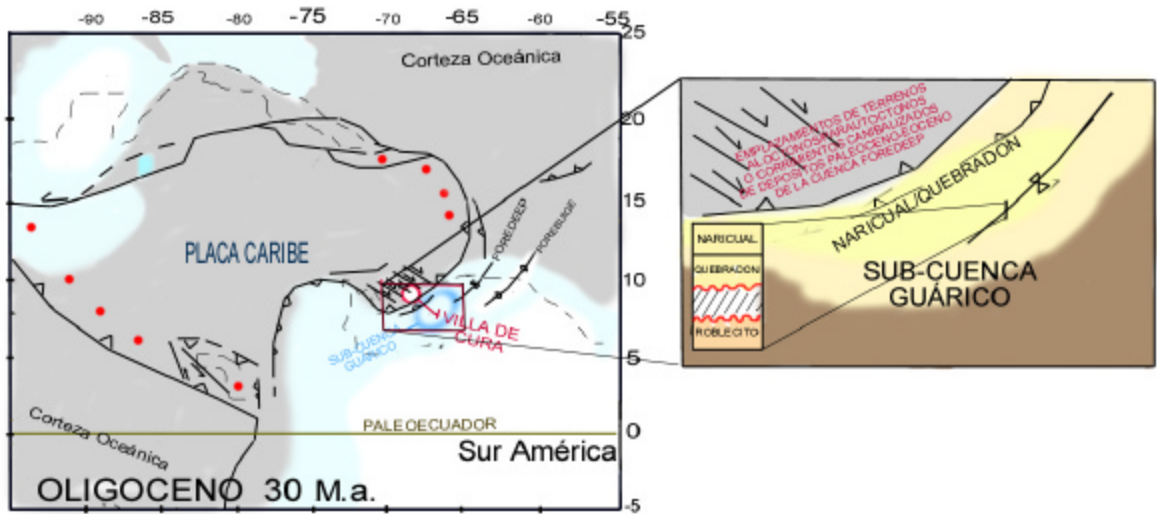 -90 -85 -80 -70 -65 -60 -55
25
Corteza Oceánica
20
15
PLACA CARIBE
FOREDEEP
FOREBULGE
10
VILLA DE
CURA
SUB-CUENCA
GUÁRICO
5
PALEOECUADOR
0
Corteza Oceánica
Sur América
OLIGOCENO 30 M.a.
-5
EMPLAZAMIENTOS DE TERRENOS
ALOCTONOS/PARAUTOCTONOS
O CORRIMIENTOS CANIBALIZADOS
DE DEPOSITOS PALEOCENO-EOCENO
DE LA CUENCA FOREDEEP
NARICUAL/QUEBRADON
NARICUAL
QUEBRADON
ROBLECITO
SUB-CUENCA
GUÁRICO